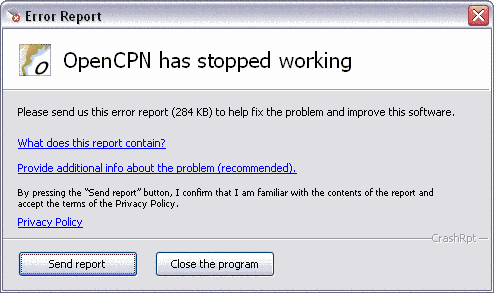 Error Report
OpenCPN has stopped working
Please send us this error report (284 KB) to help fix the problem and improve this software.
What does this report contain?
Provide additional info about the problem (recommended).
By pressing the "Send report" button, I confirm that I am familiar with the contents of the report and
accept the terms of the Privacy Policy.
Privacy Policy
CrashRpt
Send report
Close the program